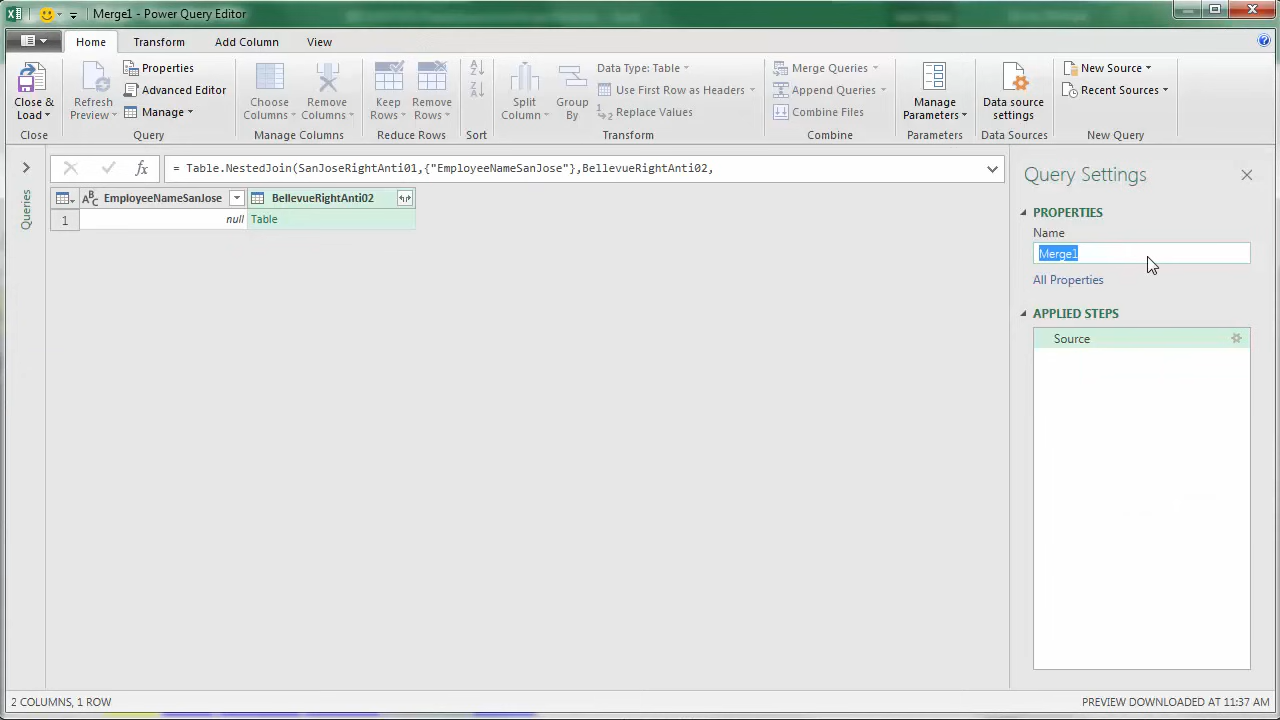 Merge1 - Power Query Editor
Home Transform Add Column View
Close & Load
Close
Refresh Preview
Properties
Advanced Editor
Manage
Query
Choose Columns
Remove Columns
Manage Columns
Keep Rows
Remove Rows
Reduce Rows
Sort
Split Column
Group By
Data Type: Table
Use First Row as Headers
Replace Values
Transform
Merge Queries
Append Queries
Combine Files
Combine
Manage Parameters
Parameters
Data source settings
Data Sources
New Source
Recent Sources
New Query
Queries
= Table.NestedJoin(SanJoseRightAnti01,{"EmployeeNameSanJose"},BellevueRightAnti02,
EmployeeNameSanJose BellevueRightAnti02
1 null Table
Query Settings
PROPERTIES
Name
Merge1
All Properties
APPLIED STEPS
Source
2 COLUMNS, 1 ROW
PREVIEW DOWNLOADED AT 11:37 AM